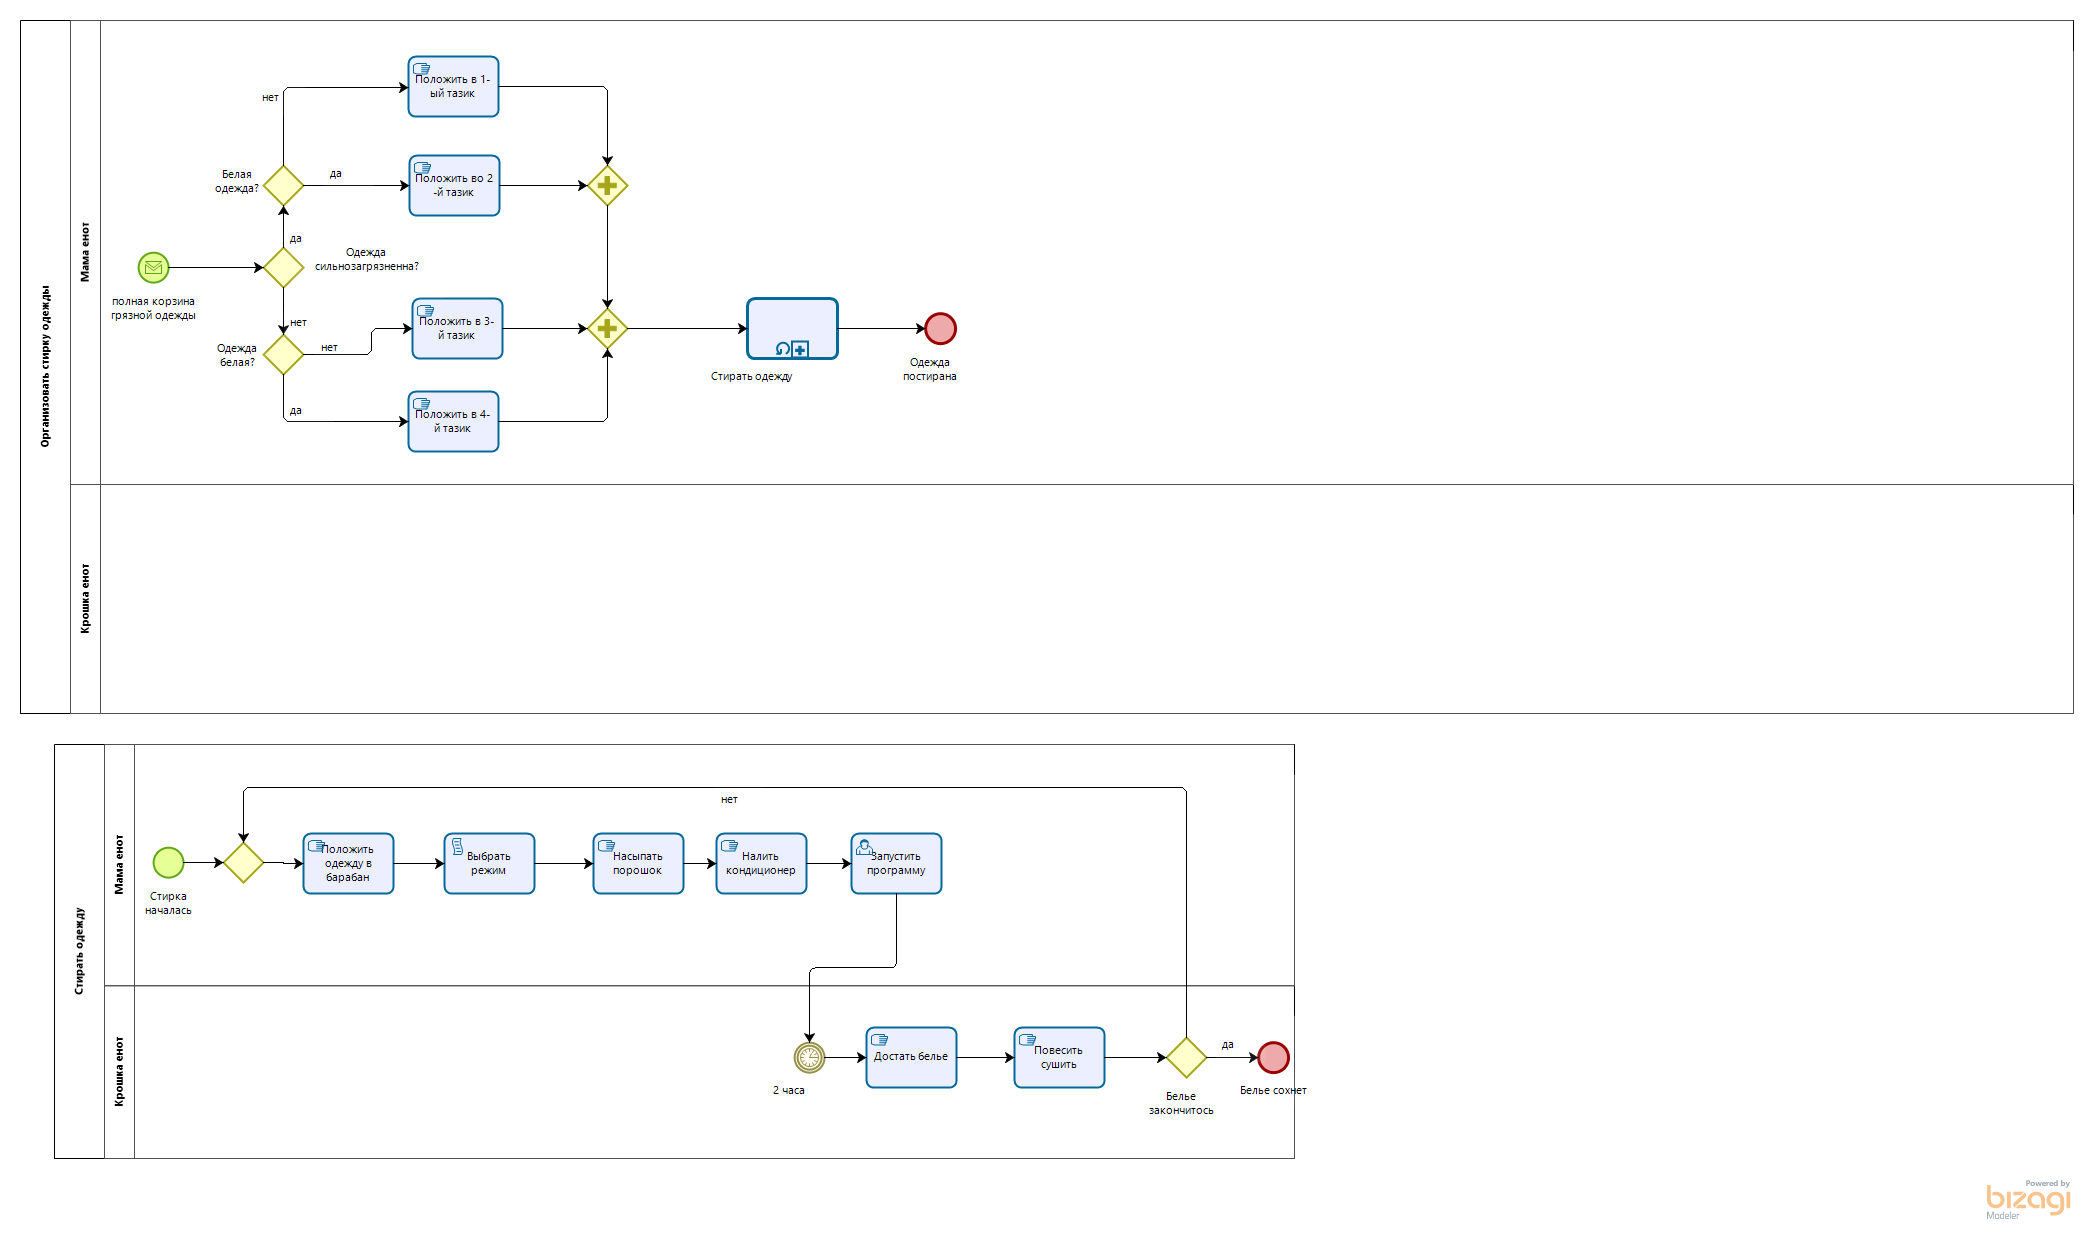 Организовать стирку одежды
Мама енот
полная корзина
грязной одежды
Одежда
сильнозагрязненна?
да
нет
Белая
одежда?
нет
да
Одежда
белая?
нет
да
Положить в 1-
ый тазик
Положить во 2
-й тазик
Положить в 3-
й тазик
Положить в 4-
й тазик
Стирать одежду
Одежда
постирана
Крошка енот
Стирать одежду
Мама енот
нет
Стирка
началась
Положить
одежду в
барабан
Выбрать
режим
Насыпать
порошок
Налить
кондиционер
Запустить
программу
Крошка енот
2 часа
Достать белье
Повесить
сушить
Белье
закончитось
да
Белье сохнет
Powered by
bizagi
Modeler